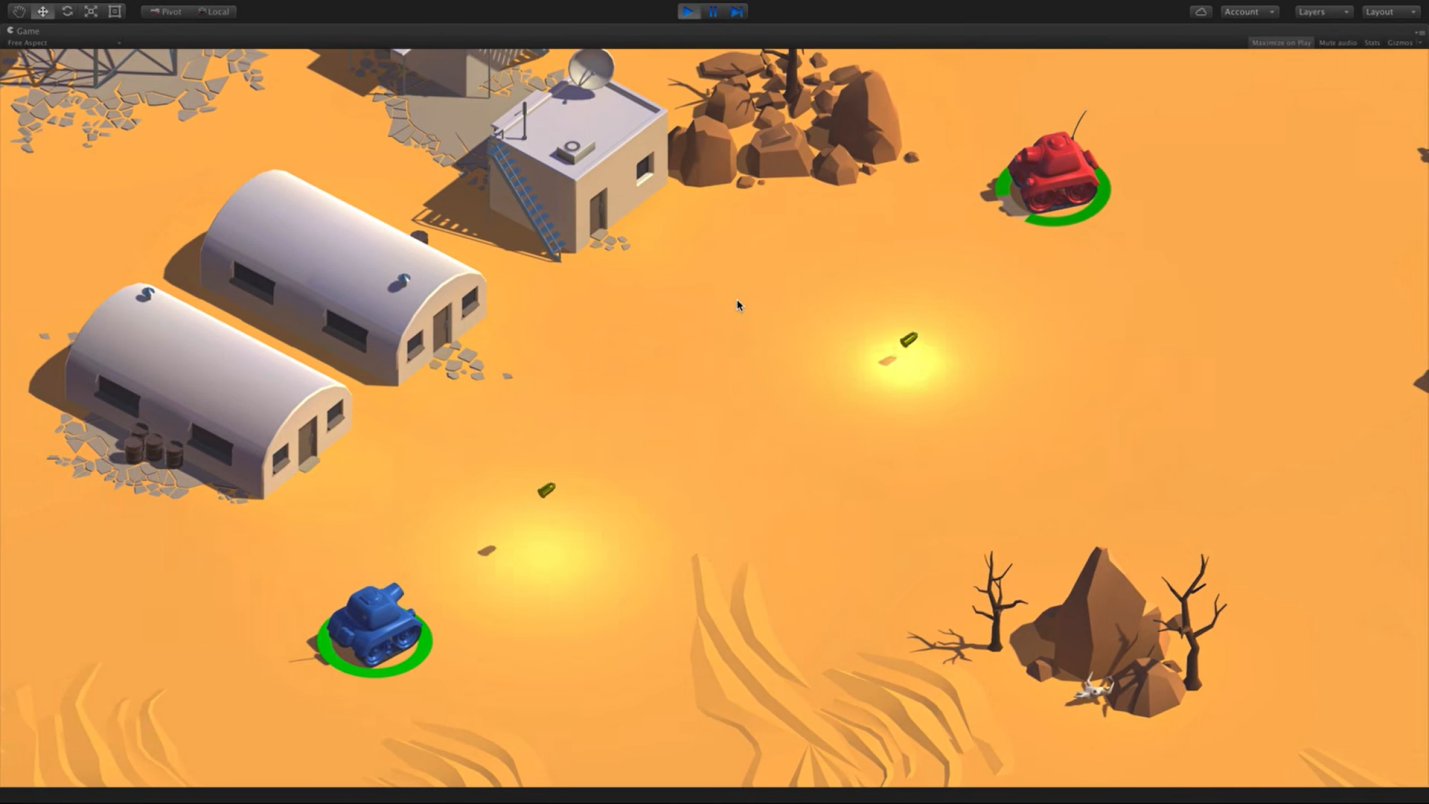 Pivot Local Account Layers Layout
Game
Free Aspect Maximize on Play Mute audio Stats Gizmos